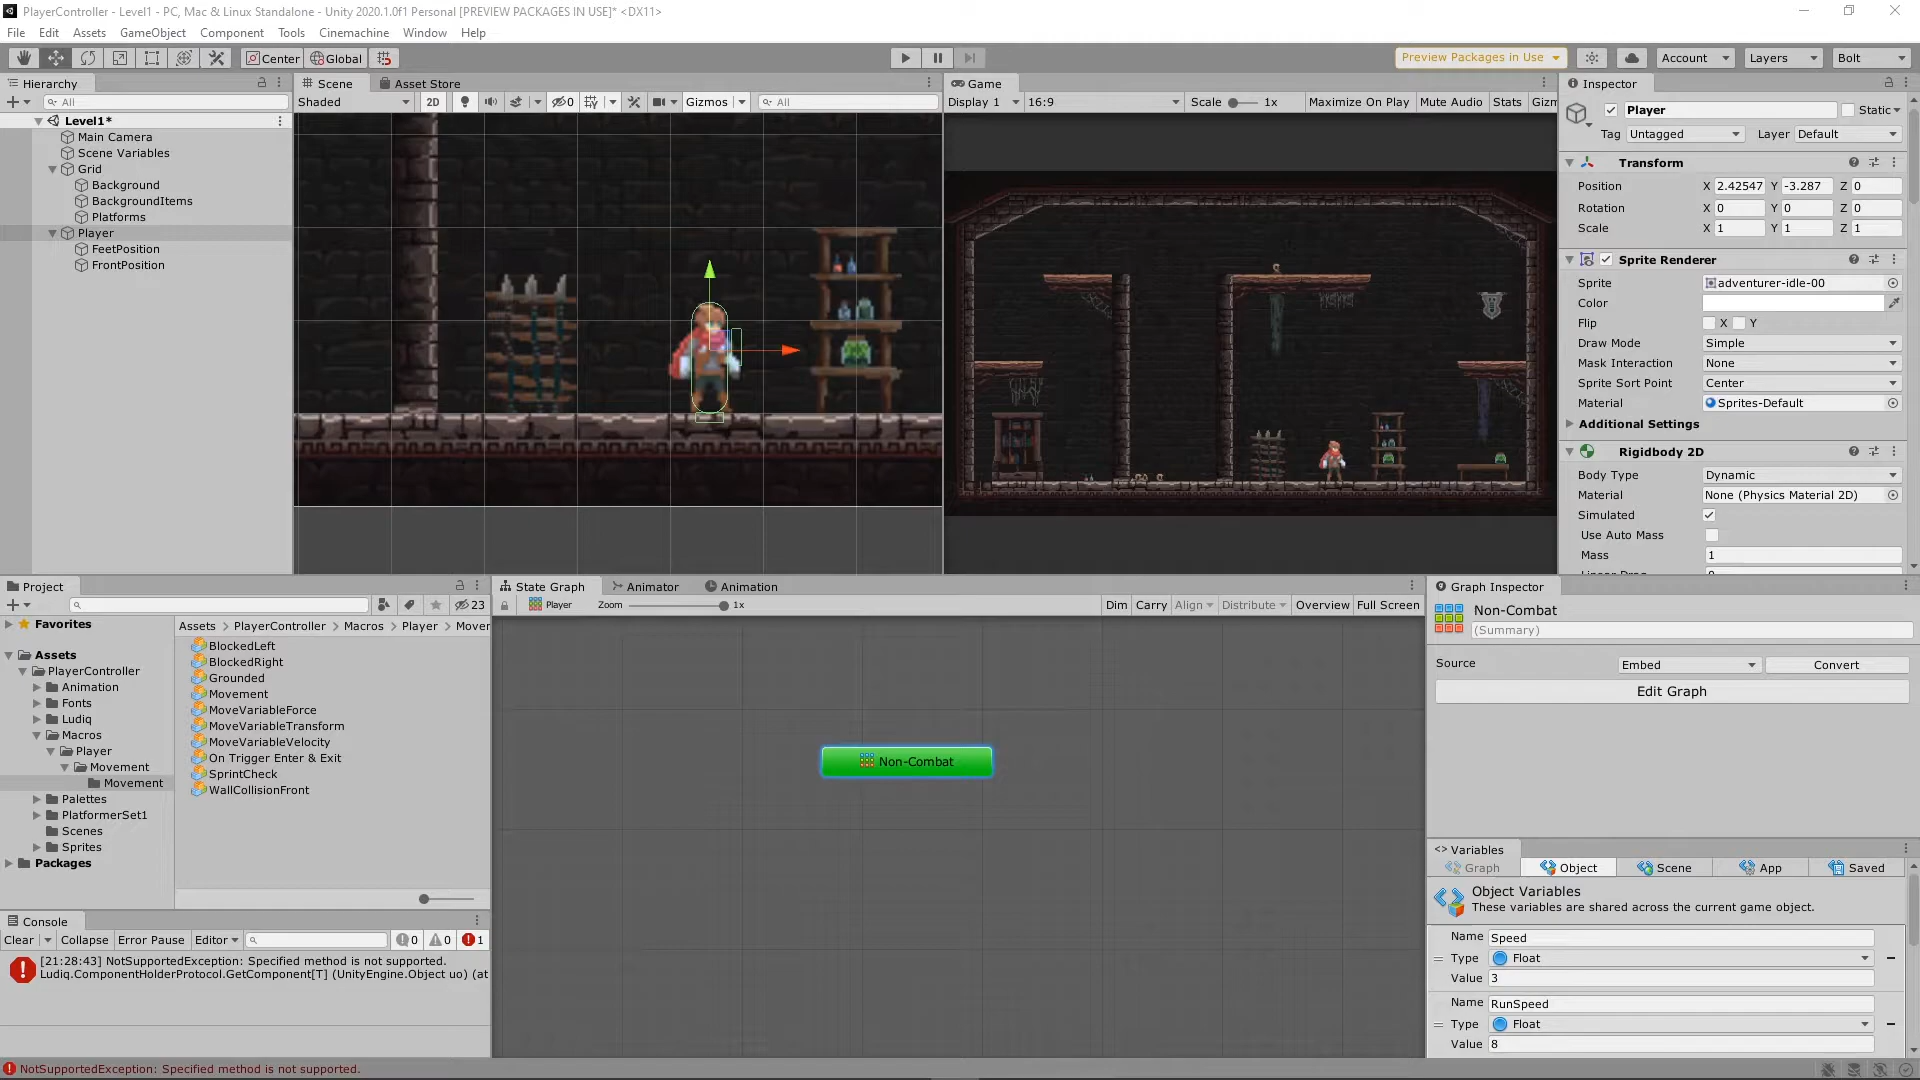 PlayerController - Level1 - PC, Mac & Linux Standalone - Unity 2020.1.0f1 Personal [PREVIEW PACKAGES IN USE]* <DX11>
File Edit Assets GameObject Component Tools Cinemachine Window Help
Center Global Preview Packages in Use Account Layers Bolt
Hierarchy
All
Level1*
Main Camera
Scene Variables
Grid
Background
BackgroundItems
Platforms
Player
FeetPosition
FrontPosition
Scene Asset Store
Shaded 2D 0 Gizmos All
Game
Display 1 16:9 Scale 1x Maximize On Play Mute Audio Stats Gizm
Inspector
Player Static
Tag Untagged Layer Default
Transform
Position X 2.42547 Y -3.287 Z 0
Rotation X 0 Y 0 Z 0
Scale X 1 Y 1 Z 1
Sprite Renderer
Sprite adventurer-idle-00
Color
Flip X Y
Draw Mode Simple
Mask Interaction None
Sprite Sort Point Center
Material Sprites-Default
Additional Settings
Rigidbody 2D
Body Type Dynamic
Material None (Physics Material 2D)
Simulated
Use Auto Mass
Mass 1
Project
23
Favorites
Assets
PlayerController
Animation
Fonts
Ludiq
Macros
Player
Movement
Movement
Palettes
PlatformerSet1
Scenes
Sprites
Packages
Assets > PlayerController > Macros > Player > Mover
BlockedLeft
BlockedRight
Grounded
Movement
MoveVariableForce
MoveVariableTransform
MoveVariableVelocity
On Trigger Enter & Exit
SprintCheck
WallCollisionFront
State Graph Animator Animation
Player Zoom 1x Dim Carry Align Distribute Overview Full Screen
Non-Combat
Graph Inspector
Non-Combat
(Summary)
Source Embed Convert
Edit Graph
<> Variables
Graph Object Scene App Saved
Object Variables
These variables are shared across the current game object.
Name Speed
Type Float
Value 3
Name RunSpeed
Type Float
Value 8
Console
Clear Collapse Error Pause Editor 0 0 1
[21:28:43] NotSupportedException: Specified method is not supported.
Ludiq.ComponentHolderProtocol.GetComponent[T] (UnityEngine.Object uo) (at
NotSupportedException: Specified method is not supported.